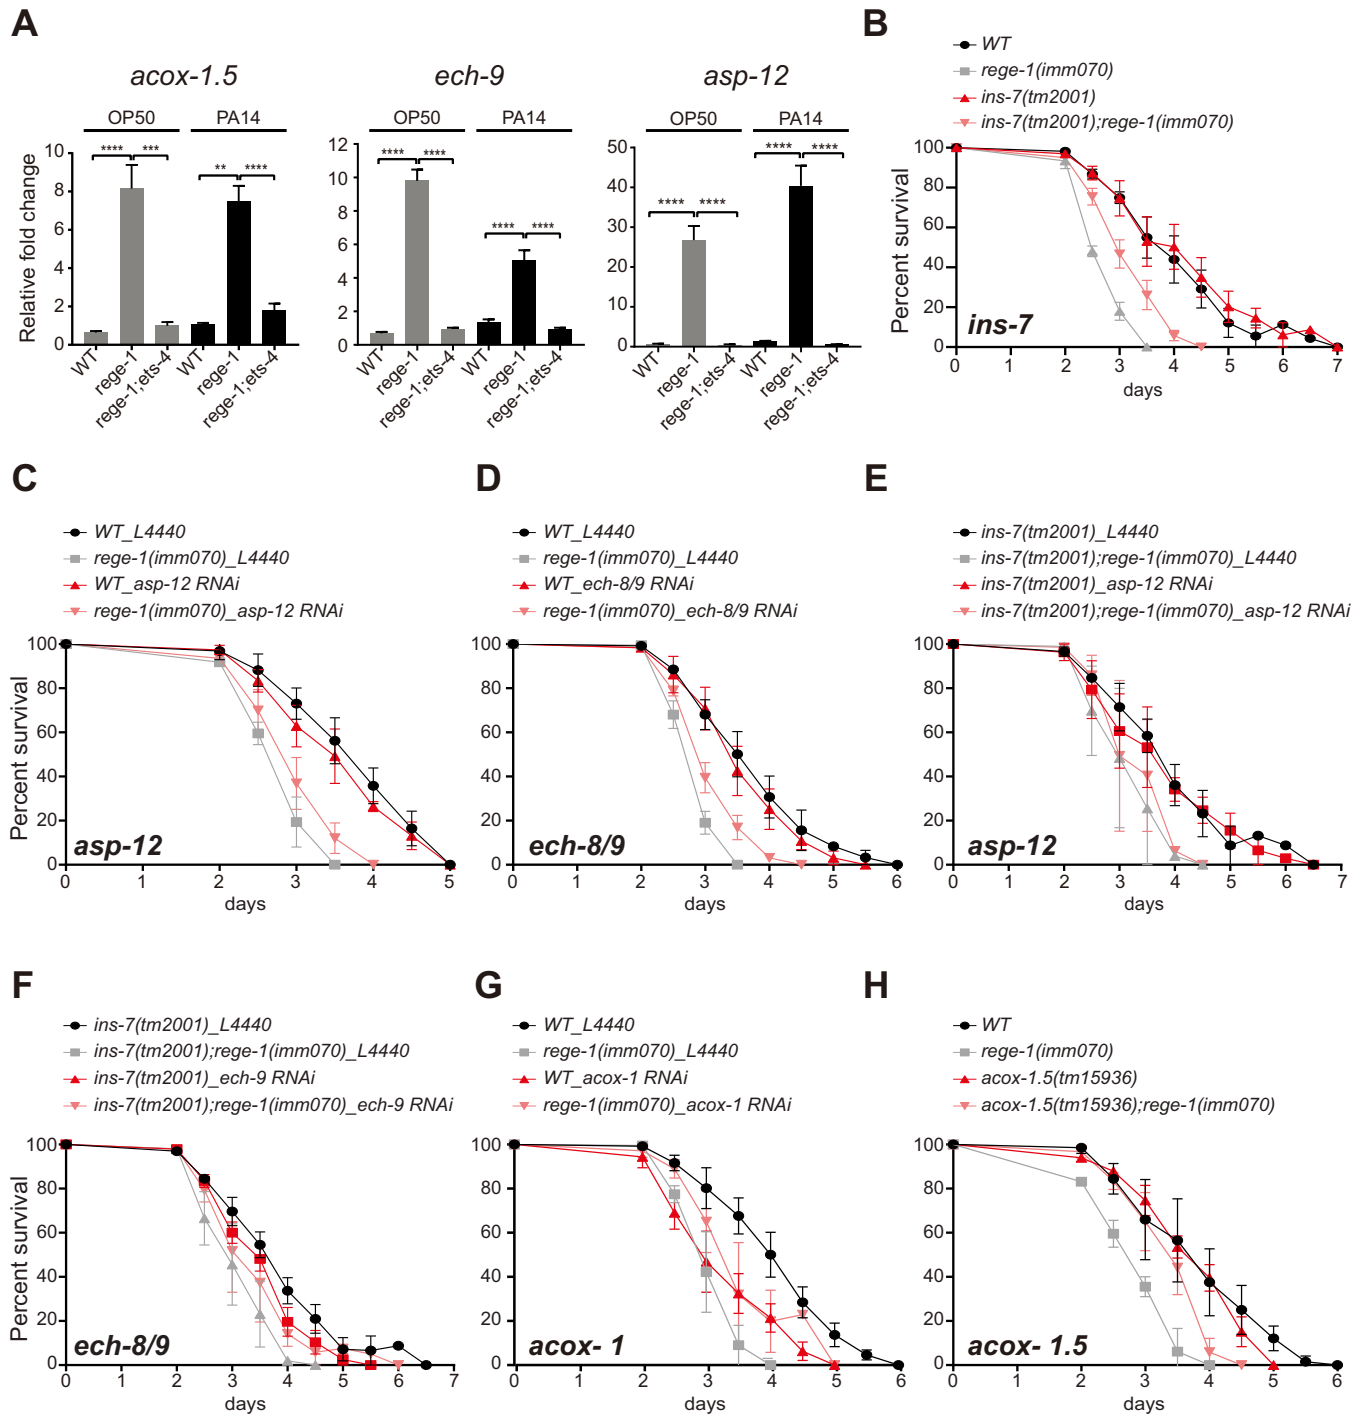 A
acox-1.5
ech-9
asp-12
OP50 PA14
OP50 PA14
OP50 PA14
Relative fold change
10
8
6
4
2
0
**** *** ** ****
WT rege-1 rege-1;ets-4 WT rege-1 rege-1;ets-4
12
10
8
6
4
2
0
**** **** **** ****
WT rege-1 rege-1;ets-4 WT rege-1 rege-1;ets-4
50
40
30
20
10
0
**** **** **** ****
WT rege-1 rege-1;ets-4 WT rege-1 rege-1;ets-4
B
WT
rege-1(imm070)
ins-7(tm2001)
ins-7(tm2001);rege-1(imm070)
Percent survival
100
80
60
40
20
0
ins-7
0 1 2 3 4 5 6 7
days
C
WT_L4440
rege-1(imm070)_L4440
WT_asp-12 RNAi
rege-1(imm070)_asp-12 RNAi
Percent survival
100
80
60
40
20
0
asp-12
0 1 2 3 4 5
days
D
WT_L4440
rege-1(imm070)_L4440
WT_ech-8/9 RNAi
rege-1(imm070)_ech-8/9 RNAi
100
80
60
40
20
0
ech-8/9
0 1 2 3 4 5 6
days
E
ins-7(tm2001)_L4440
ins-7(tm2001);rege-1(imm070)_L4440
ins-7(tm2001)_asp-12 RNAi
ins-7(tm2001);rege-1(imm070)_asp-12 RNAi
100
80
60
40
20
0
asp-12
0 1 2 3 4 5 6 7
days
F
ins-7(tm2001)_L4440
ins-7(tm2001);rege-1(imm070)_L4440
ins-7(tm2001)_ech-9 RNAi
ins-7(tm2001);rege-1(imm070)_ech-9 RNAi
Percent survival
100
80
60
40
20
0
ech-8/9
0 1 2 3 4 5 6 7
days
G
WT_L4440
rege-1(imm070)_L4440
WT_acox-1 RNAi
rege-1(imm070)_acox-1 RNAi
100
80
60
40
20
0
acox- 1
0 1 2 3 4 5 6
days
H
WT
rege-1(imm070)
acox-1.5(tm15936)
acox-1.5(tm15936);rege-1(imm070)
100
80
60
40
20
0
acox- 1.5
0 1 2 3 4 5 6
days